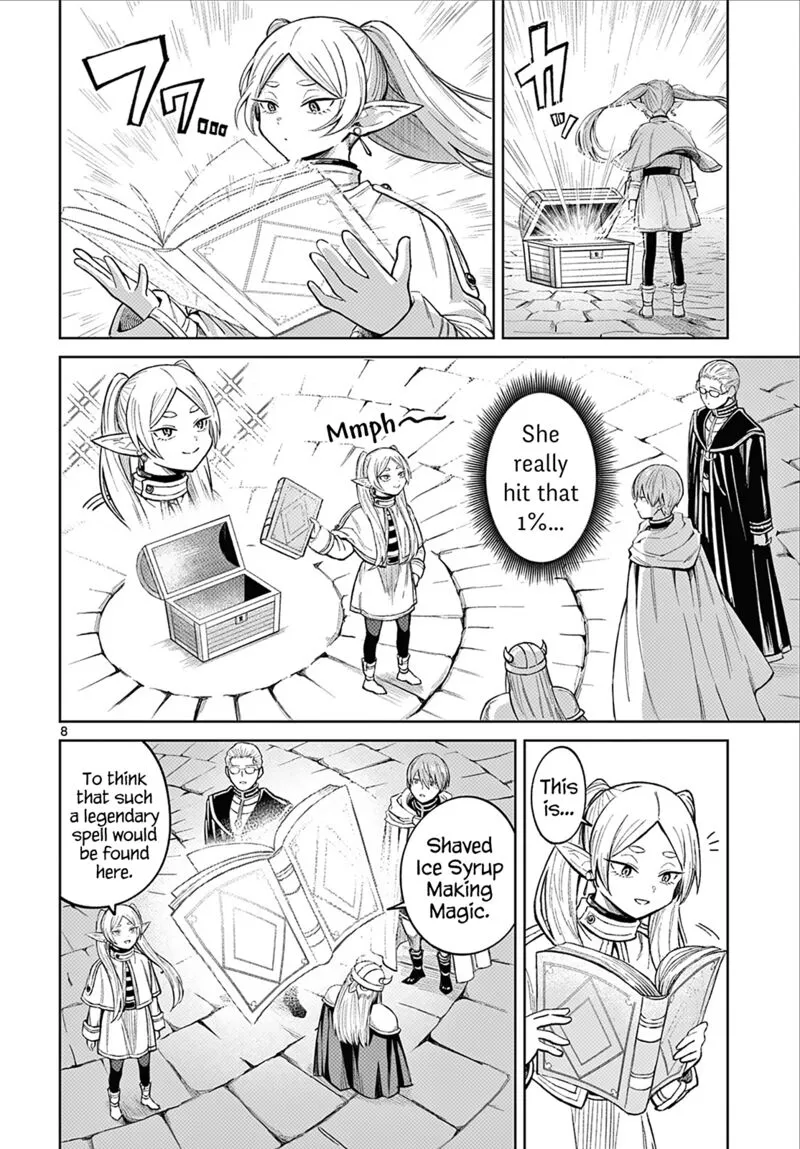 カッ
フワ...
She
really
hit that
1%...
Mmph~
8
This
is...
Shaved
Ice Syrup
Making
Magic.
To think
that such
a legendary
spell would
be found
here.